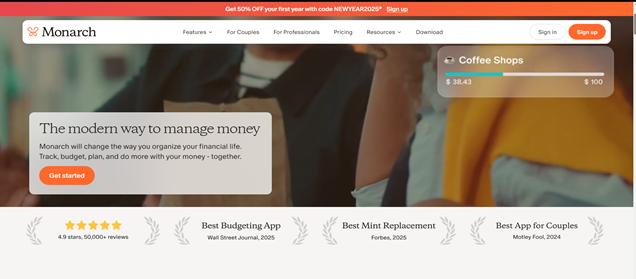 Get 50% OFF your first year with code NEWYEAR2025* Sign up
Monarch
Features For Couples For Professionals Pricing Resources Download
Sign in Sign up
Coffee Shops
$ 38.43 $ 100
The modern way to manage money
Monarch will change the way you organize your financial life.
Track, budget, plan, and do more with your money - together.
Get started
4.9 stars, 50,000+ reviews
Best Budgeting App
Wall Street Journal, 2025
Best Mint Replacement
Forbes, 2025
Best App for Couples
Motley Fool, 2024